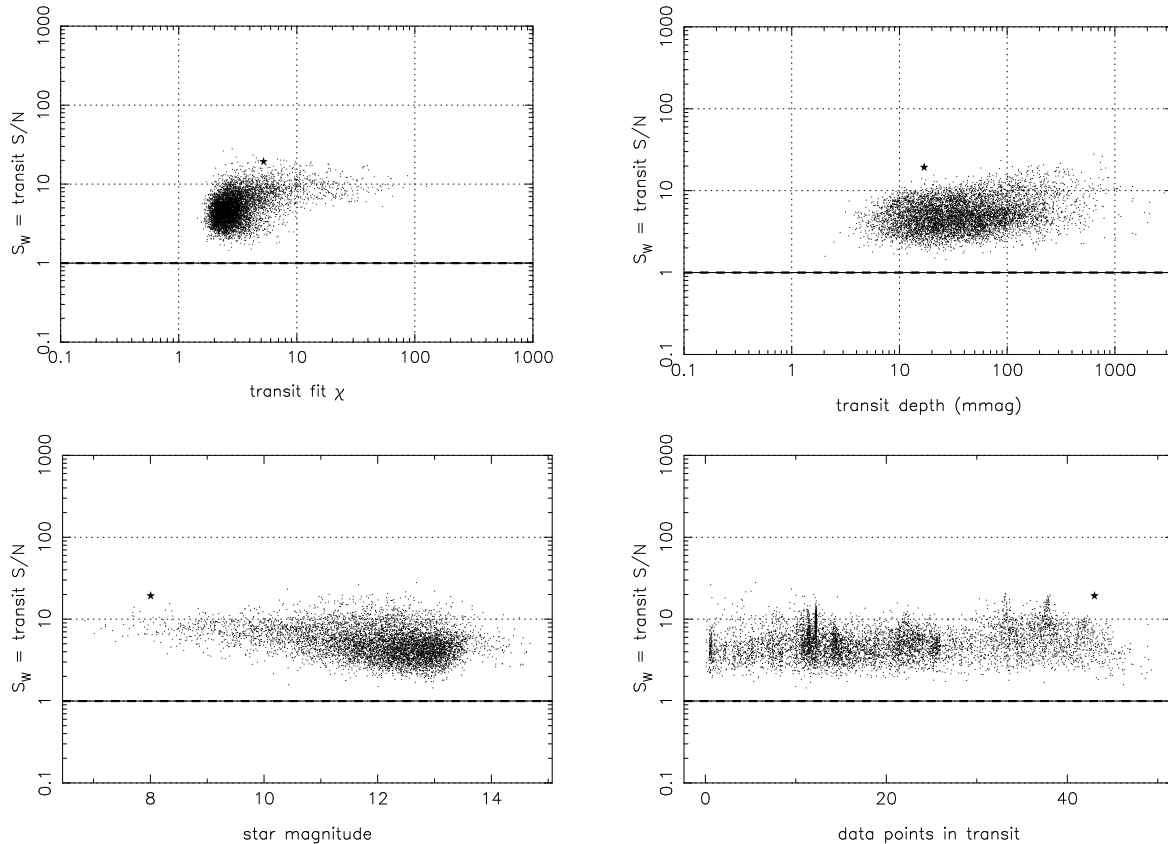 1000
100
10
1
0.1
S_W = transit S/N
0.1 1 10 100 1000
transit fit χ
1000
100
10
1
0.1
S_W = transit S/N
0.1 1 10 100 1000
transit depth (mmag)
1000
100
10
1
0.1
S_W = transit S/N
8 10 12 14
star magnitude
1000
100
10
1
0.1
S_W = transit S/N
0 20 40
data points in transit